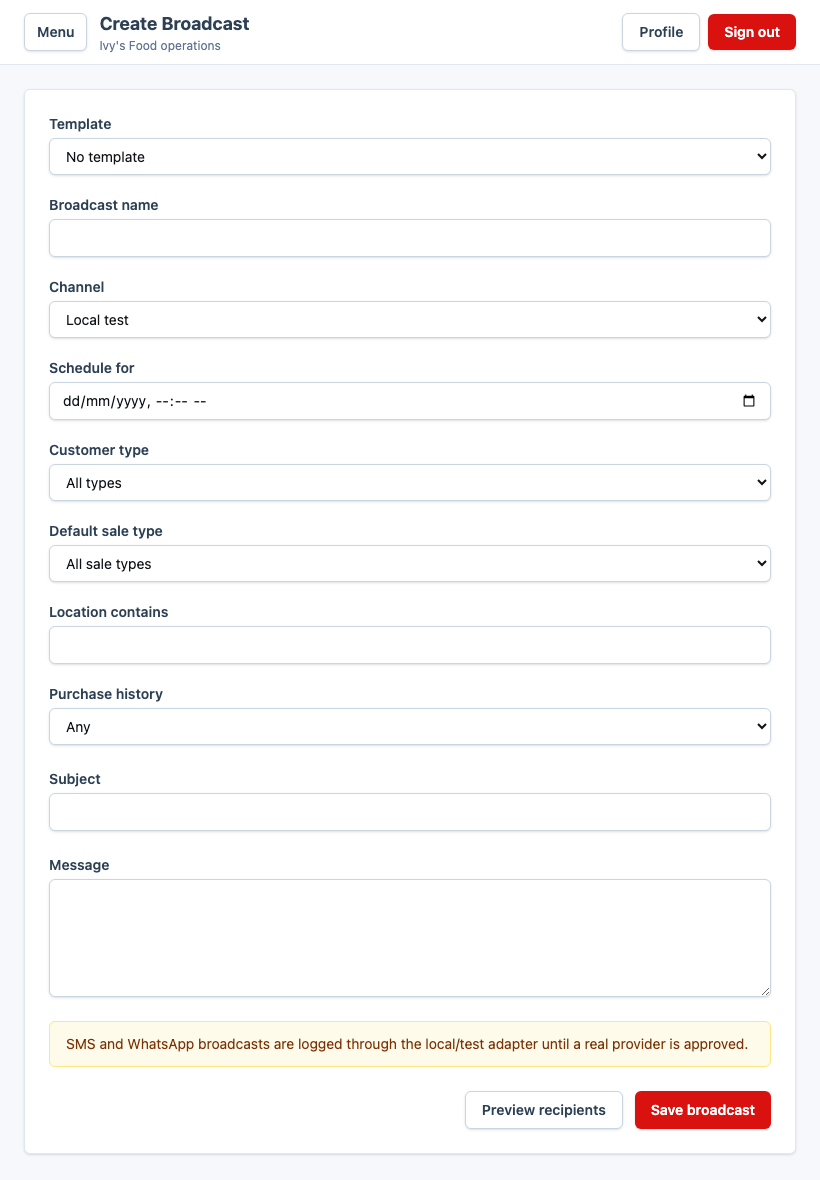 Menu
Create Broadcast
Ivy's Food operations
Profile
Sign out
Template
No template
Broadcast name
Channel
Local test
Schedule for
dd/mm/yyyy, --:-- --
Customer type
All types
Default sale type
All sale types
Location contains
Purchase history
Any
Subject
Message
SMS and WhatsApp broadcasts are logged through the local/test adapter until a real provider is approved.
Preview recipients
Save broadcast